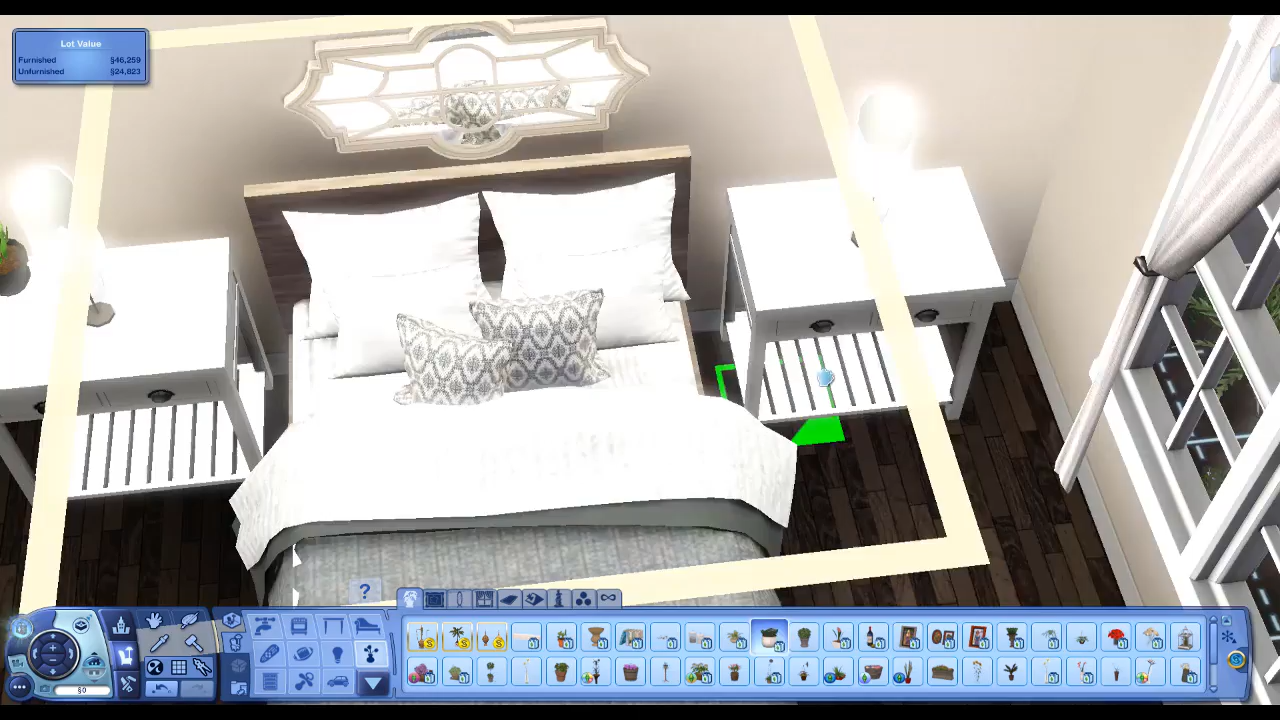 Lot Value
Furnished §46,259
Unfurnished §24,823
?
§0